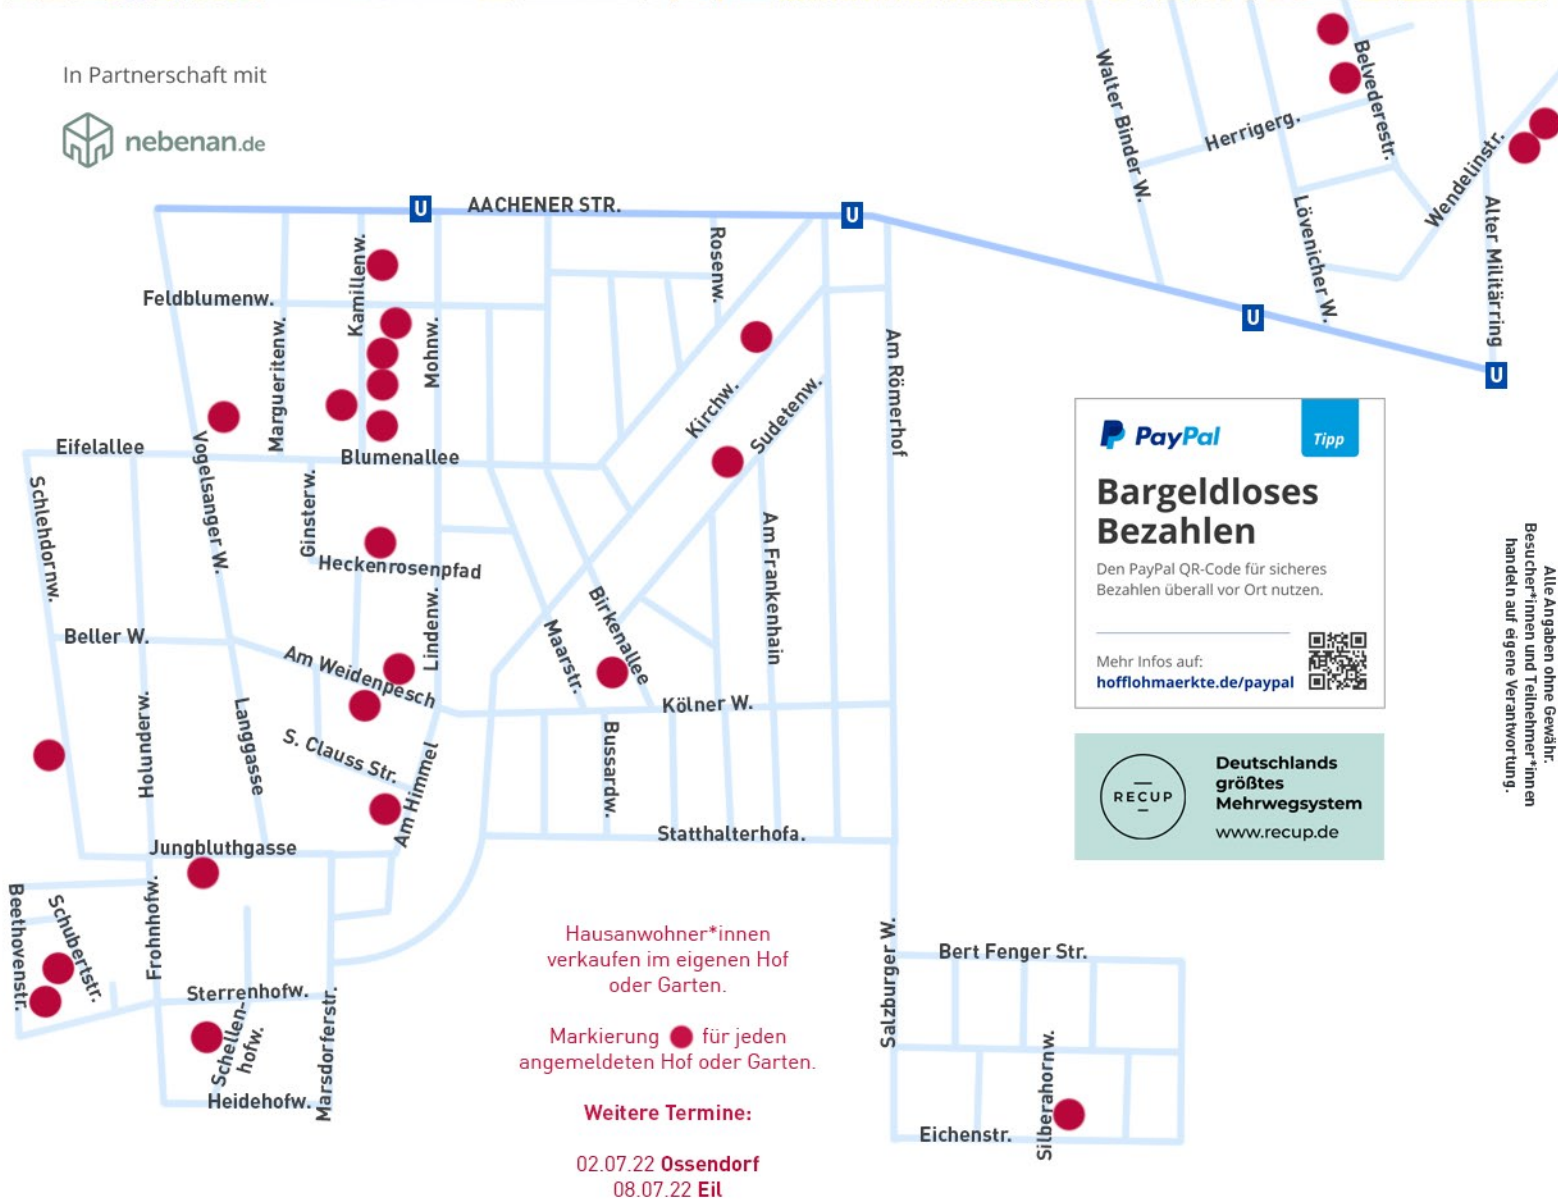 In Partnerschaft mit
nebenan.de
Walter Binder W.
Herrigerg.
Belvederestr.
Wendelinstr.
Lövenicher W.
Alter Militärring
U
AACHENER STR.
U
U
U
Rosenw.
Kamillenw.
Feldblumenw.
Margueritenw.
Mohnw.
Am Römerhof
Kirchw.
Sudetenw.
Eifelallee
Vogelsanger W.
Blumenallee
Schlehdornw.
Ginsterw.
Heckenrosenpfad
Am Frankenhain
Lindenw.
Birkenallee
Maarstr.
Beller W.
Am Weidenpesch
Kölner W.
Holunderw.
Langgasse
S. Clauss Str.
Am Himmel
Bussardw.
Statthalterhofa.
Jungbluthgasse
Beethovenstr.
Schubertstr.
Frohnhofw.
Sterrenhofw.
Schellen-
hofw.
Marsdorferstr.
Heidehofw.
Salzburger W.
Bert Fenger Str.
Silberahornw.
Eichenstr.
PayPal
Tipp
Bargeldloses
Bezahlen
Den PayPal QR-Code für sicheres
Bezahlen überall vor Ort nutzen.
Mehr Infos auf:
hofflohmaerkte.de/paypal
RECUP
Deutschlands
größtes
Mehrwegsystem
www.recup.de
Alle Angaben ohne Gewähr.
Besucher*innen und Teilnehmer*innen
handeln auf eigene Verantwortung.
Hausanwohner*innen
verkaufen im eigenen Hof
oder Garten.
Markierung für jeden
angemeldeten Hof oder Garten.
Weitere Termine:
02.07.22 Ossendorf
08.07.22 Eil